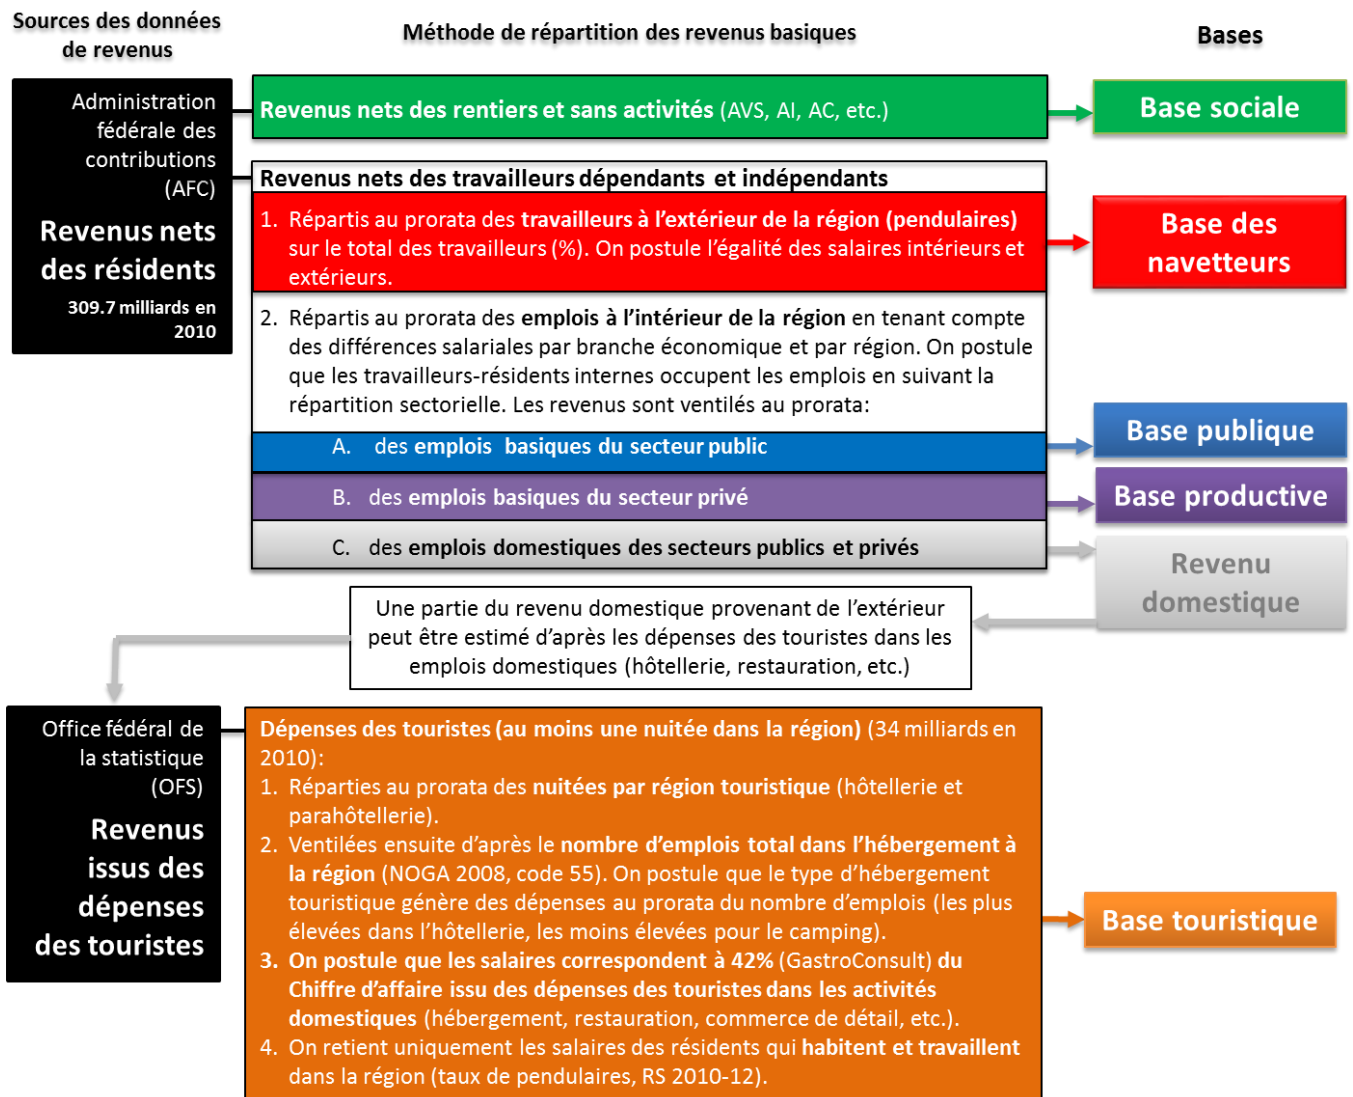 Sources des données
de revenus
Méthode de répartition des revenus basiques
Bases
Administration
fédérale des
contributions
(AFC)
Revenus nets
des résidents
309.7 milliards en
2010
Revenus nets des rentiers et sans activités (AVS, AI, AC, etc.)
Base sociale
Revenus nets des travailleurs dépendants et indépendants
1. Répartis au prorata des travailleurs à l’extérieur de la région (pendulaires)
sur le total des travailleurs (%). On postule l’égalité des salaires intérieurs et
extérieurs.
Base des
navetteurs
2. Répartis au prorata des emplois à l’intérieur de la région en tenant compte
des différences salariales par branche économique et par région. On postule
que les travailleurs-résidents internes occupent les emplois en suivant la
répartition sectorielle. Les revenus sont ventilés au prorata:
A. des emplois basiques du secteur public
Base publique
B. des emplois basiques du secteur privé
Base productive
C. des emplois domestiques des secteurs publics et privés
Revenu
domestique
Une partie du revenu domestique provenant de l’extérieur
peut être estimé d’après les dépenses des touristes dans les
emplois domestiques (hôtellerie, restauration, etc.)
Office fédéral de
la statistique
(OFS)
Revenus
issus des
dépenses
des touristes
Dépenses des touristes (au moins une nuitée dans la région) (34 milliards en
2010):
1. Réparties au prorata des nuitées par région touristique (hôtellerie et
parahôtellerie).
2. Ventilées ensuite d’après le nombre d’emplois total dans l’hébergement à
la région (NOGA 2008, code 55). On postule que le type d’hébergement
touristique génère des dépenses au prorata du nombre d’emplois (les plus
élevées dans l’hôtellerie, les moins élevées pour le camping).
3. On postule que les salaires correspondent à 42% (GastroConsult) du
Chiffre d’affaire issu des dépenses des touristes dans les activités
domestiques (hébergement, restauration, commerce de détail, etc.).
4. On retient uniquement les salaires des résidents qui habitent et travaillent
dans la région (taux de pendulaires, RS 2010-12).
Base touristique